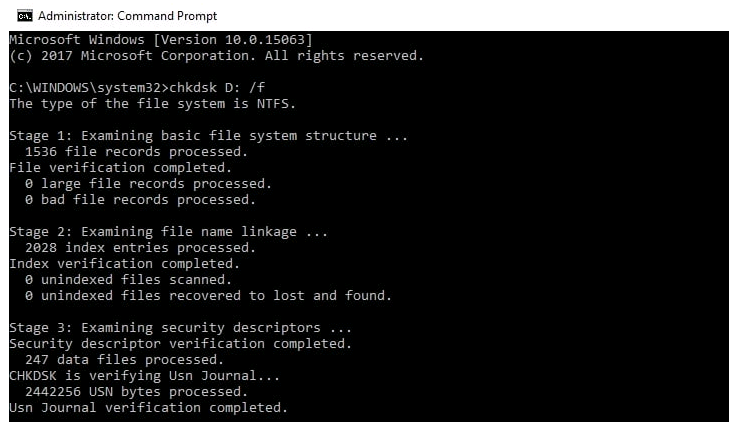 Administrator: Command Prompt
Microsoft Windows [Version 10.0.15063]
(c) 2017 Microsoft Corporation. All rights reserved.
C:\WINDOWS\system32>chkdsk D: /f
The type of the file system is NTFS.
Stage 1: Examining basic file system structure ...
1536 file records processed.
File verification completed.
0 large file records processed.
0 bad file records processed.
Stage 2: Examining file name linkage ...
2028 index entries processed.
Index verification completed.
0 unindexed files scanned.
0 unindexed files recovered to lost and found.
Stage 3: Examining security descriptors ...
Security descriptor verification completed.
247 data files processed.
CHKDSK is verifying Usn Journal...
2442256 USN bytes processed.
Usn Journal verification completed.